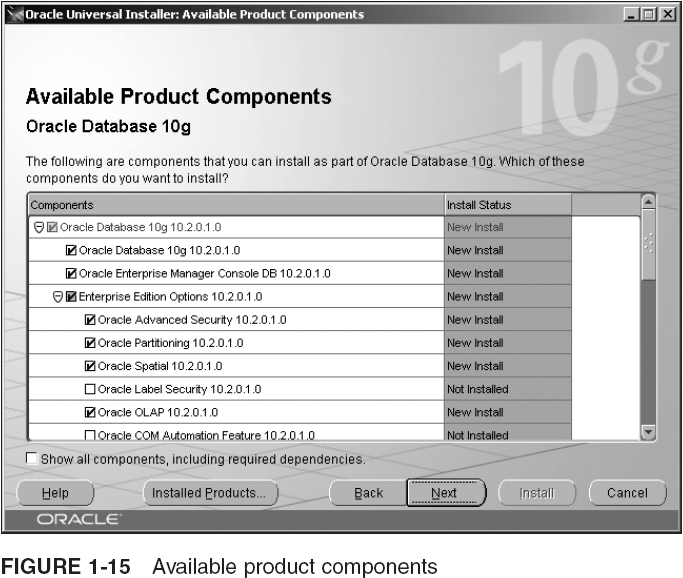 Oracle Universal Installer: Available Product Components
10g
Available Product Components
Oracle Database 10g
The following are components that you can install as part of Oracle Database 10g. Which of these
components do you want to install?
Components Install Status
Oracle Database 10g 10.2.0.1.0 New Install
Oracle Database 10g 10.2.0.1.0 New Install
Oracle Enterprise Manager Console DB 10.2.0.1.0 New Install
Enterprise Edition Options 10.2.0.1.0 New Install
Oracle Advanced Security 10.2.0.1.0 New Install
Oracle Partitioning 10.2.0.1.0 New Install
Oracle Spatial 10.2.0.1.0 New Install
Oracle Label Security 10.2.0.1.0 Not Installed
Oracle OLAP 10.2.0.1.0 New Install
Oracle COM Automation Feature 10.2.0.1.0 Not Installed
Show all components, including required dependencies.
Help Installed Products... Back Next Install Cancel
ORACLE
FIGURE 1-15 Available product components